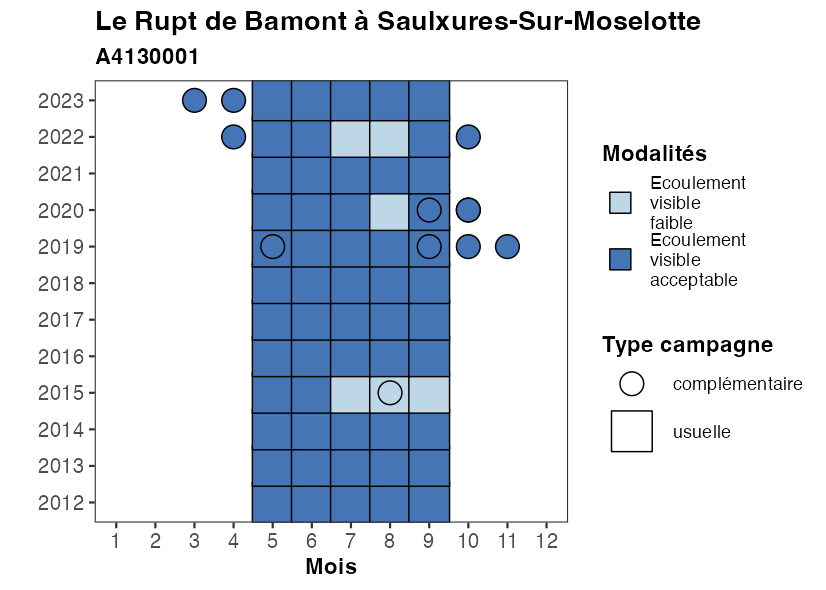 Le Rupt de Bamont à Saulxures-Sur-Moselotte
A4130001
2023
2022
2021
2020
2019
2018
2017
2016
2015
2014
2013
2012
1 2 3 4 5 6 7 8 9 10 11 12
Mois
Modalités
Ecoulement
visible
faible
Ecoulement
visible
acceptable
Type campagne
complémentaire
usuelle